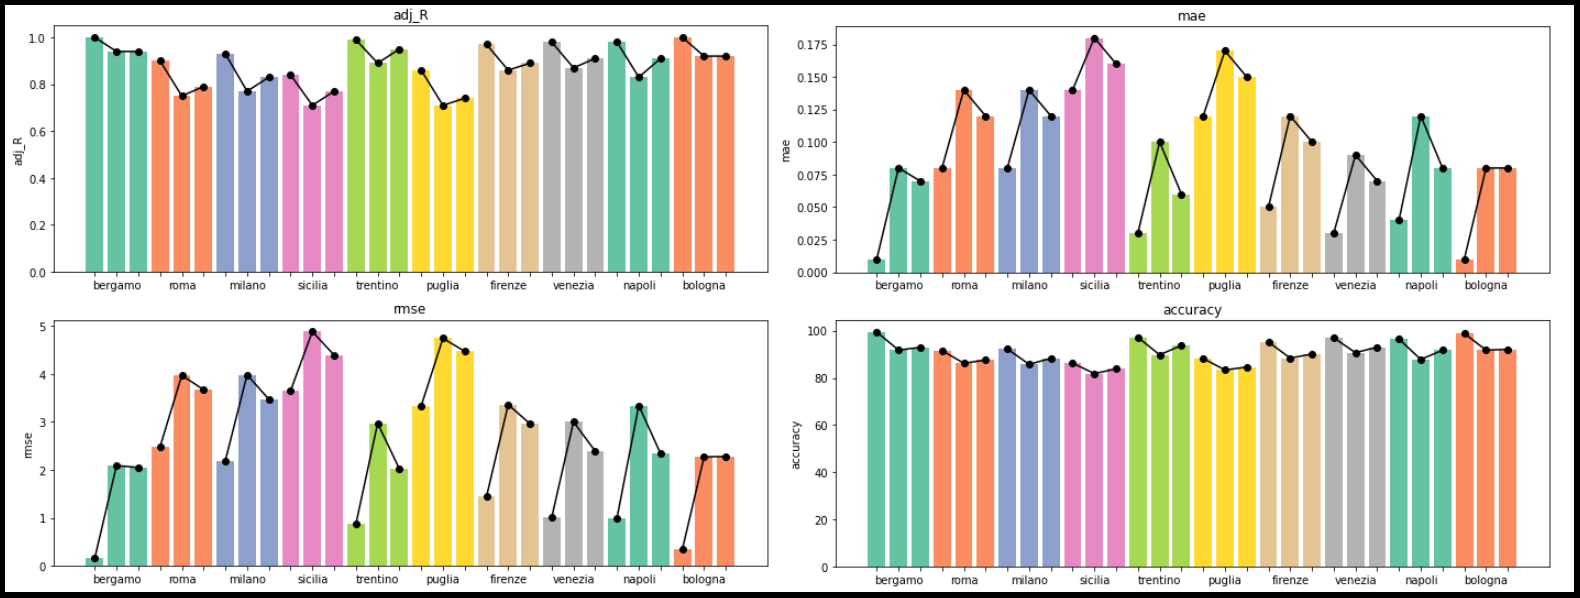 adj_R
adj_R
1.0
0.8
0.6
0.4
0.2
0.0
bergamo roma milano sicilia trentino puglia firenze venezia napoli bologna
mae
mae
0.175
0.150
0.125
0.100
0.075
0.050
0.025
0.000
bergamo roma milano sicilia trentino puglia firenze venezia napoli bologna
rmse
rmse
5
4
3
2
1
0
bergamo roma milano sicilia trentino puglia firenze venezia napoli bologna
accuracy
accuracy
100
80
60
40
20
0
bergamo roma milano sicilia trentino puglia firenze venezia napoli bologna